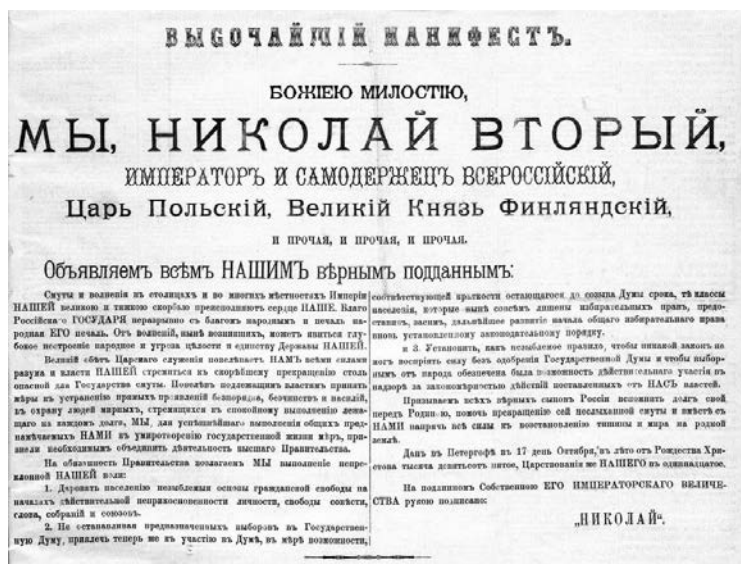 ВЫСОЧАЙШІЙ МАНИФЕСТЪ.
БОЖІЕЮ МИЛОСТІЮ,
МЫ, НИКОЛАЙ ВТОРЫЙ,
ИМПЕРАТОРЪ И САМОДЕРЖЕЦЪ ВСЕРОССІЙСКІЙ,
Царь Польскій, Великій Князь Финляндскій,
И ПРОЧАЯ, И ПРОЧАЯ, И ПРОЧАЯ.
Объявляемъ всѣмъ НАШИМЪ вѣрнымъ подданнымъ:
Смуты и волненія въ столицахъ и во многихъ мѣстностяхъ Имперіи
НАШЕЙ великою и тяжкою скорбью преисполняютъ сердце НАШЕ. Благо
Россійскаго ГОСУДАРЯ неразрывно съ благомъ народнымъ и печаль на-
родная ЕГО печаль. Отъ волненій, нынѣ возникшихъ, можетъ явиться глу-
бокое нестроеніе народное и угроза цѣлости и единству Державы НАШЕЙ.
Великій обѣтъ Царскаго служенія повелѣваетъ НАМЪ всѣми силами
разума и власти НАШЕЙ стремиться къ скорѣйшему прекращенію столь
опасной для Государства смуты. Повелѣвъ подлежащимъ властямъ принять
мѣры къ устраненію прямыхъ проявленій безпорядка, безчинствъ и насилій,
въ охрану людей мирныхъ, стремящихся къ спокойному выполненію лежа-
щаго на каждомъ долга, МЫ, для успѣшнѣйшаго выполненія общихъ пред-
намѣчаемыхъ НАМИ къ умиротворенію государственной жизни мѣръ, приз-
нали необходимымъ объединить дѣятельность высшаго Правительства.
На обязанность Правительства возлагаемъ МЫ выполненіе непре-
клонной НАШЕЙ воли:
1. Даровать населенію незыблемыя основы гражданской свободы на
началахъ дѣйствительной неприкосновенности личности, свободы совѣсти,
слова, собраній и союзовъ.
2. Не останавливая предназначенныхъ выборовъ въ Государствен-
ную Думу, привлечь теперь же къ участію въ Думѣ, въ мѣрѣ возможности,
соотвѣтствующей краткости остающагося до созыва Думы срока, тѣ классы
населенія, которые нынѣ совсѣмъ лишены избирательныхъ правъ, предо-
ставивъ, засимъ, дальнѣйшее развитіе начала общаго избирательнаго права
вновь установленному законодательному порядку.
и 3. Установить, какъ незыблемое правило, чтобы никакой законъ не
могъ воспріять силу безъ одобренія Государственной Думы и чтобы выбор-
нымъ отъ народа обезпечена была возможность дѣйствительнаго участія въ
надзорѣ за закономѣрностью дѣйствій поставленныхъ отъ НАСЪ властей.
Призываемъ всѣхъ вѣрныхъ сыновъ Россіи вспомнить долгъ свой
передъ Родиною, помочь прекращенію сей неслыханной смуты и вмѣстѣ съ
НАМИ напрячь всѣ силы къ возстановленію тишины и мира на родной
землѣ.
Данъ въ Петергофѣ въ 17 день Октября, въ лѣто отъ Рождества Хри-
стова тысяча девятьсотъ пятое, Царствованія же НАШЕГО въ одиннадцатое.
На подлинномъ Собственною ЕГО ИМПЕРАТОРСКАГО ВЕЛИЧЕ-
СТВА рукою подписано:
„НИКОЛАЙ“.